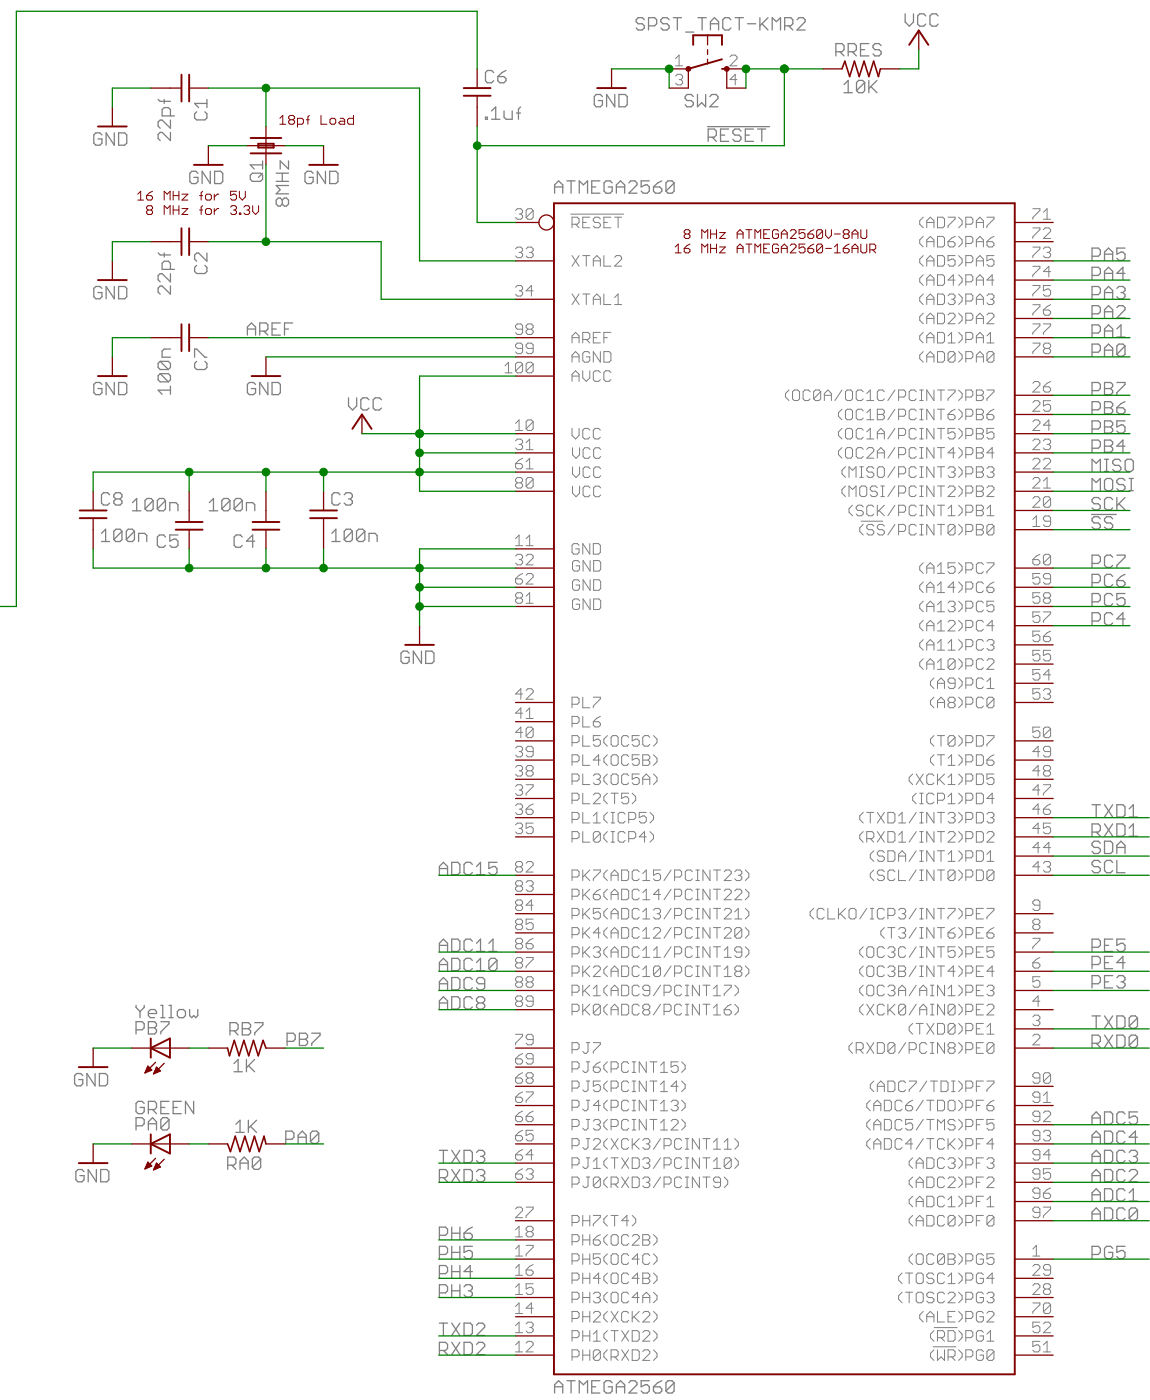 SPST_TACT-KMR2
VCC
1
2
3
4
GND
SW2
RRES
10K
RESET
C6
.1uf
C1
22pf
GND
18pf Load
GND
GND
Q1
8MHz
16 MHz for 5V
8 MHz for 3.3V
C2
22pf
GND
AREF
C7
100n
GND
GND
VCC
C8
100n
100n
C5
100n
C4
C3
100n
GND
ATMEGA2560
8 MHz ATMEGA2560V-8AU
16 MHz ATMEGA2560-16AUR
30 RESET
33 XTAL2
34 XTAL1
98 AREF
99 AGND
100 AVCC
10 VCC
31 VCC
61 VCC
80 VCC
11 GND
32 GND
62 GND
81 GND
42 PL7
41 PL6
40 PL5(OC5C)
39 PL4(OC5B)
38 PL3(OC5A)
37 PL2(T5)
36 PL1(ICP5)
35 PL0(ICP4)
ADC15 82 PK7(ADC15/PCINT23)
83 PK6(ADC14/PCINT22)
84 PK5(ADC13/PCINT21)
85 PK4(ADC12/PCINT20)
ADC11 86 PK3(ADC11/PCINT19)
ADC10 87 PK2(ADC10/PCINT18)
ADC9 88 PK1(ADC9/PCINT17)
ADC8 89 PK0(ADC8/PCINT16)
79 PJ7
69 PJ6(PCINT15)
68 PJ5(PCINT14)
67 PJ4(PCINT13)
66 PJ3(PCINT12)
65 PJ2(XCK3/PCINT11)
TXD3 64 PJ1(TXD3/PCINT10)
RXD3 63 PJ0(RXD3/PCINT9)
27 PH7(T4)
PH6 18 PH6(OC2B)
PH5 17 PH5(OC4C)
PH4 16 PH4(OC4B)
PH3 15 PH3(OC4A)
14 PH2(XCK2)
TXD2 13 PH1(TXD2)
RXD2 12 PH0(RXD2)
(AD7)PA7 71
(AD6)PA6 72
(AD5)PA5 73 PA5
(AD4)PA4 74 PA4
(AD3)PA3 75 PA3
(AD2)PA2 76 PA2
(AD1)PA1 77 PA1
(AD0)PA0 78 PA0
(OC0A/OC1C/PCINT7)PB7 26 PB7
(OC1B/PCINT6)PB6 25 PB6
(OC1A/PCINT5)PB5 24 PB5
(OC2A/PCINT4)PB4 23 PB4
(MISO/PCINT3)PB3 22 MISO
(MOSI/PCINT2)PB2 21 MOSI
(SCK/PCINT1)PB1 20 SCK
(SS/PCINT0)PB0 19 SS
(A15)PC7 60 PC7
(A14)PC6 59 PC6
(A13)PC5 58 PC5
(A12)PC4 57 PC4
(A11)PC3 56
(A10)PC2 55
(A9)PC1 54
(A8)PC0 53
(T0)PD7 50
(T1)PD6 49
(XCK1)PD5 48
(ICP1)PD4 47
(TXD1/INT3)PD3 46 TXD1
(RXD1/INT2)PD2 45 RXD1
(SDA/INT1)PD1 44 SDA
(SCL/INT0)PD0 43 SCL
(CLKO/ICP3/INT7)PE7 9
(T3/INT6)PE6 8
(OC3C/INT5)PE5 7 PE5
(OC3B/INT4)PE4 6 PE4
(OC3A/AIN1)PE3 5 PE3
(XCK0/AIN0)PE2 4
(TXD0)PE1 3 TXD0
(RXD0/PCIN8)PE0 2 RXD0
(ADC7/TDI)PF7 90
(ADC6/TDO)PF6 91
(ADC5/TMS)PF5 92 ADC5
(ADC4/TCK)PF4 93 ADC4
(ADC3)PF3 94 ADC3
(ADC2)PF2 95 ADC2
(ADC1)PF1 96 ADC1
(ADC0)PF0 97 ADC0
(OC0B)PG5 1 PG5
(TOSC1)PG4 29
(TOSC2)PG3 28
(ALE)PG2 70
(RD)PG1 52
(WR)PG0 51
ATMEGA2560
Yellow
PB7
RB7
1K
PB7
GND
GREEN
PA0
1K
RA0
PA0
GND